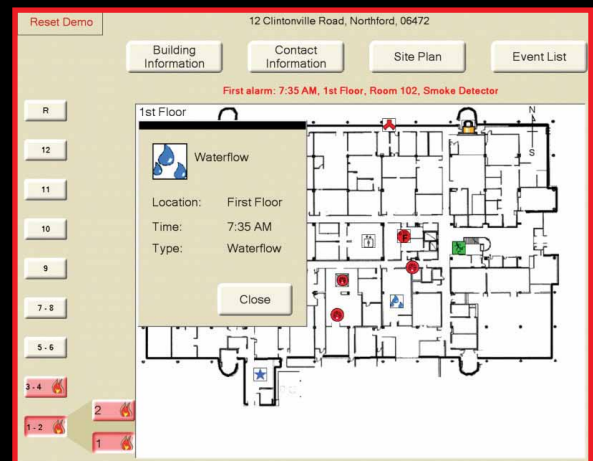 Reset Demo
12 Clintonville Road, Northford, 06472
Building
Information
Contact
Information
Site Plan
Event List
First alarm: 7:35 AM, 1st Floor, Room 102, Smoke Detector
R
12
11
10
9
7 - 8
5 - 6
3 - 4
1 - 2
2
1
1st Floor
Waterflow
Location: First Floor
Time: 7:35 AM
Type: Waterflow
Close
N
S
F